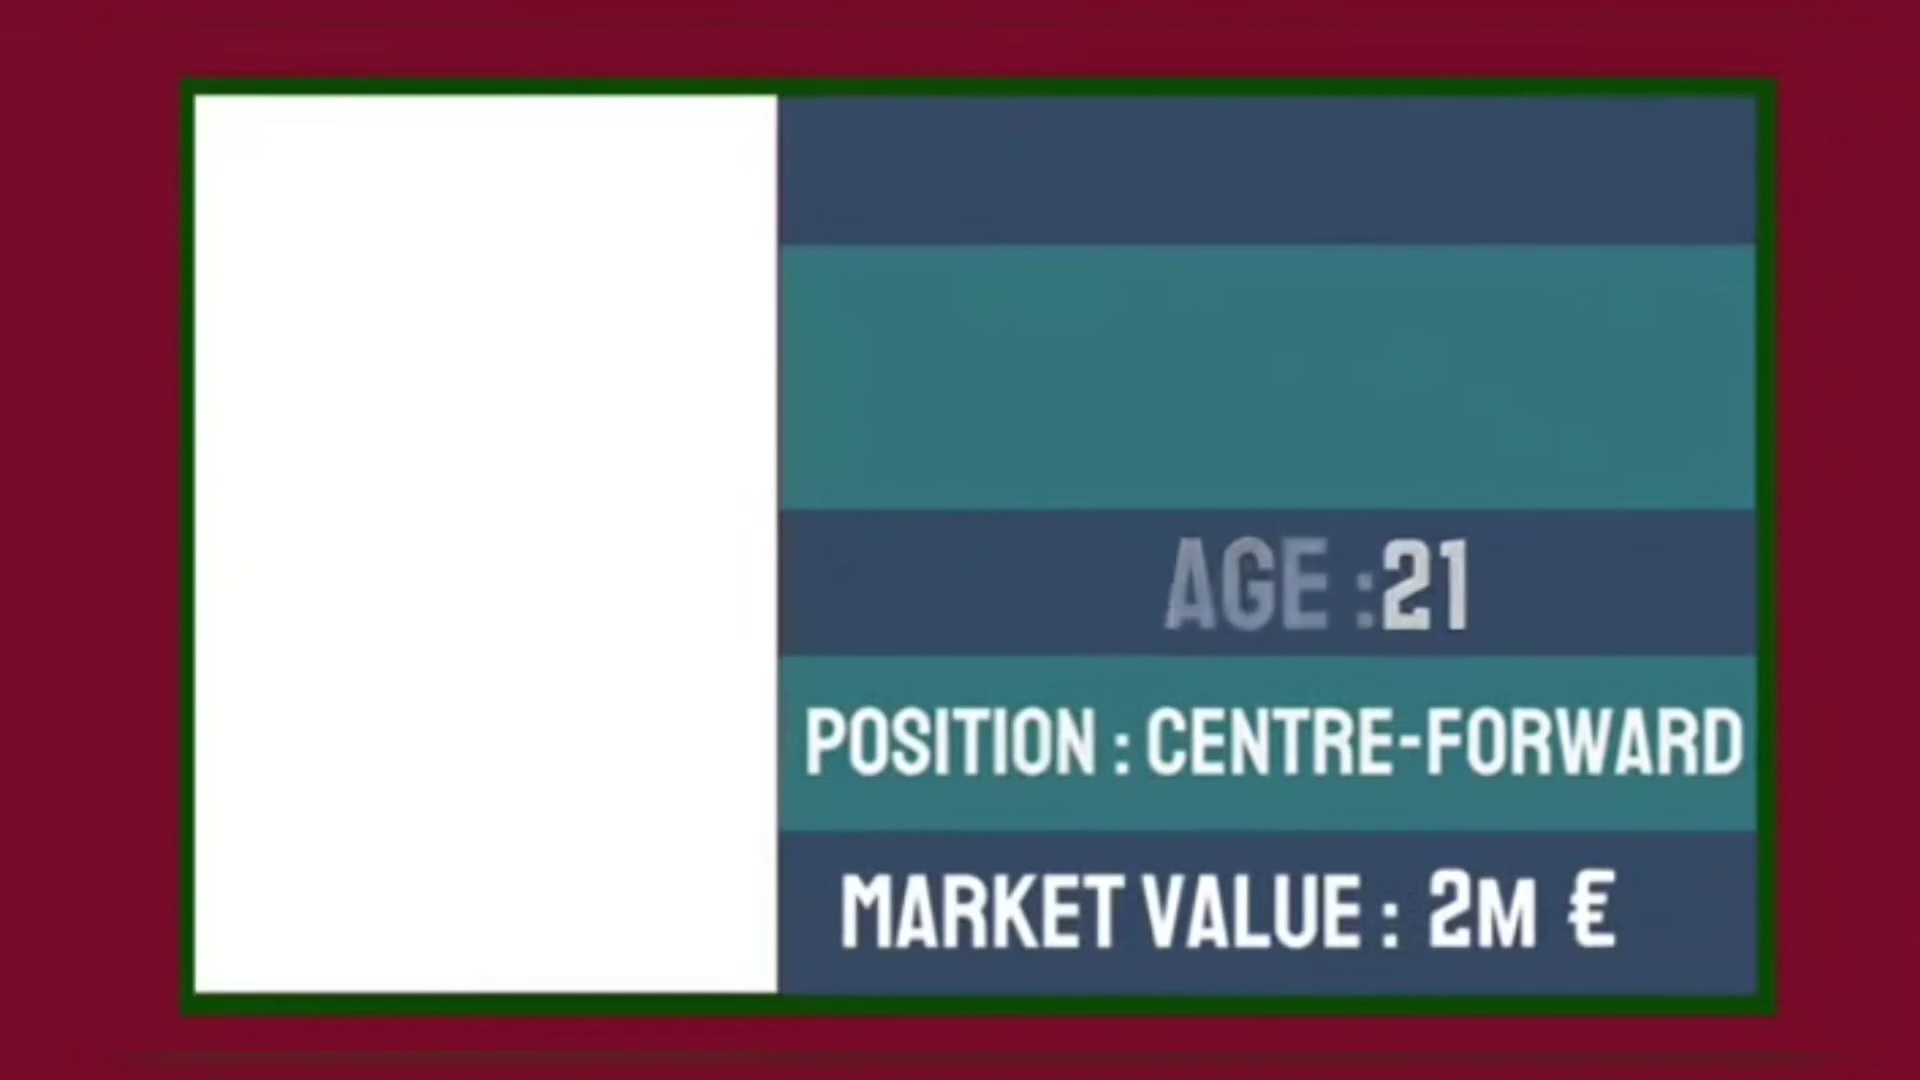 AGE :21
POSITION : CENTRE-FORWARD
MARKET VALUE : 2M €